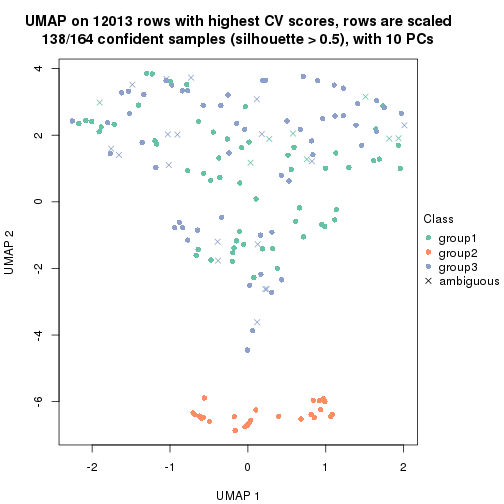 UMAP on 12013 rows with highest CV scores, rows are scaled
138/164 confident samples (silhouette > 0.5), with 10 PCs
4
2
0
-2
-4
-6
UMAP 2
-2
-1
0
1
2
UMAP 1
Class
group1
group2
group3
ambiguous